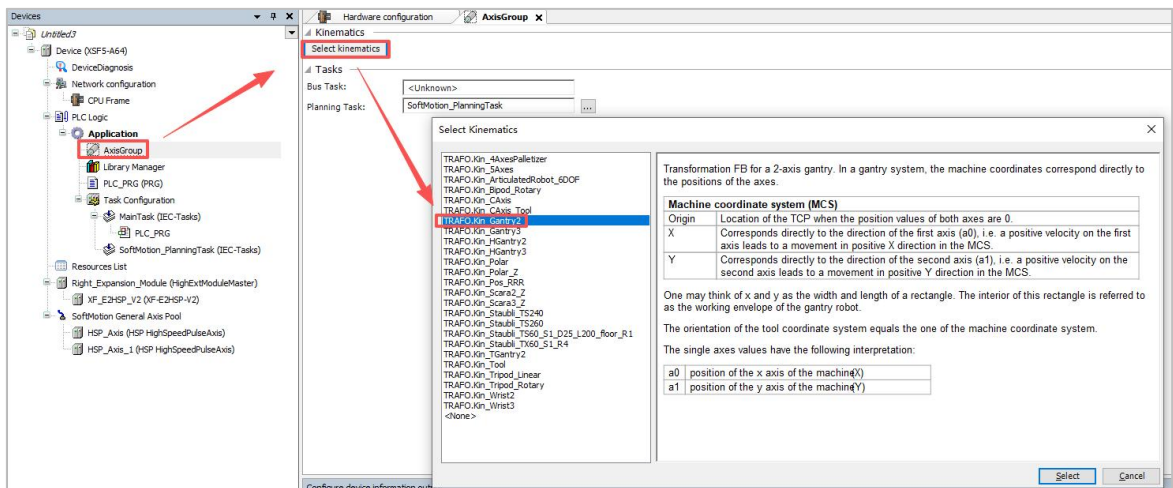 Devices
Untitled3
Device (XSF5-A64)
DeviceDiagnosis
Network configuration
CPU Frame
PLC Logic
Application
AxisGroup
Library Manager
PLC_PRG (PRG)
Task Configuration
MainTask (IEC-Tasks)
PLC_PRG
SoftMotion_PlanningTask (IEC-Tasks)
Resources List
Right_Expansion_Module (HighExtModuleMaster)
XF_E2HSP_V2 (XF-E2HSP-V2)
SoftMotion General Axis Pool
HSP_Axis (HSP HighSpeedPulseAxis)
HSP_Axis_1 (HSP HighSpeedPulseAxis)
Hardware configuration
AxisGroup
Kinematics
Select kinematics
Tasks
Bus Task: <Unknown>
Planning Task: SoftMotion_PlanningTask ...
Select Kinematics
TRAFO.Kin_4AxesPalletizer
TRAFO.Kin_5Axes
TRAFO.Kin_ArticulatedRobot_6DOF
TRAFO.Kin_Bipod_Rotary
TRAFO.Kin_CAxis
TRAFO.Kin_CAxis_Tool
TRAFO.Kin_Gantry2
TRAFO.Kin_Gantry3
TRAFO.Kin_HGantry2
TRAFO.Kin_HGantry3
TRAFO.Kin_Polar
TRAFO.Kin_Polar_Z
TRAFO.Kin_Pos_RRR
TRAFO.Kin_Scara2_Z
TRAFO.Kin_Scara3_Z
TRAFO.Kin_Staubli_TS240
TRAFO.Kin_Staubli_TS260
TRAFO.Kin_Staubli_TS60_S1_D25_L200_floor_R1
TRAFO.Kin_Staubli_TX60_S1_R4
TRAFO.Kin_TGantry2
TRAFO.Kin_Tool
TRAFO.Kin_Tripod_Linear
TRAFO.Kin_Tripod_Rotary
TRAFO.Kin_Wrist2
TRAFO.Kin_Wrist3
<None>
Transformation FB for a 2-axis gantry. In a gantry system, the machine coordinates correspond directly to
the positions of the axes.
Machine coordinate system (MCS)
Origin Location of the TCP when the position values of both axes are 0.
X Corresponds directly to the direction of the first axis (a0), i.e. a positive velocity on the first
axis leads to a movement in positive X direction in the MCS.
Y Corresponds directly to the direction of the second axis (a1), i.e. a positive velocity on the
second axis leads to a movement in positive Y direction in the MCS.
One may think of x and y as the width and length of a rectangle. The interior of this rectangle is referred to
as the working envelope of the gantry robot.
The orientation of the tool coordinate system equals the one of the machine coordinate system.
The single axes values have the following interpretation:
a0 position of the x axis of the machine(X)
a1 position of the y axis of the machine(Y)
Select Cancel
Configure device information out